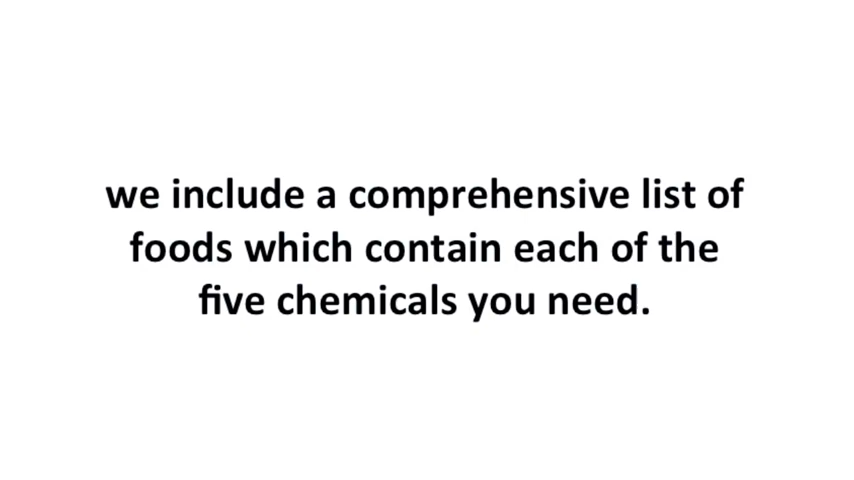 we include a comprehensive list of
foods which contain each of the
five chemicals you need.